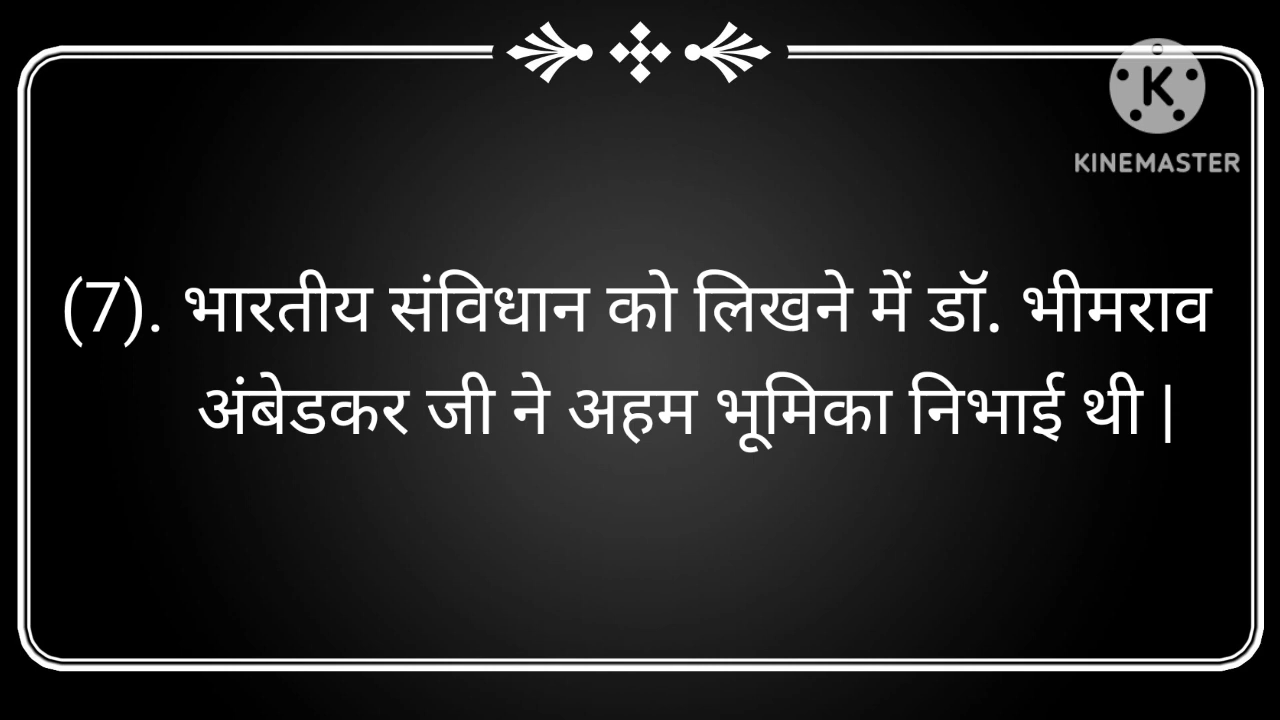 KINEMASTER
(7). भारतीय संविधान को लिखने में डॉ. भीमराव
अंबेडकर जी ने अहम भूमिका निभाई थी |